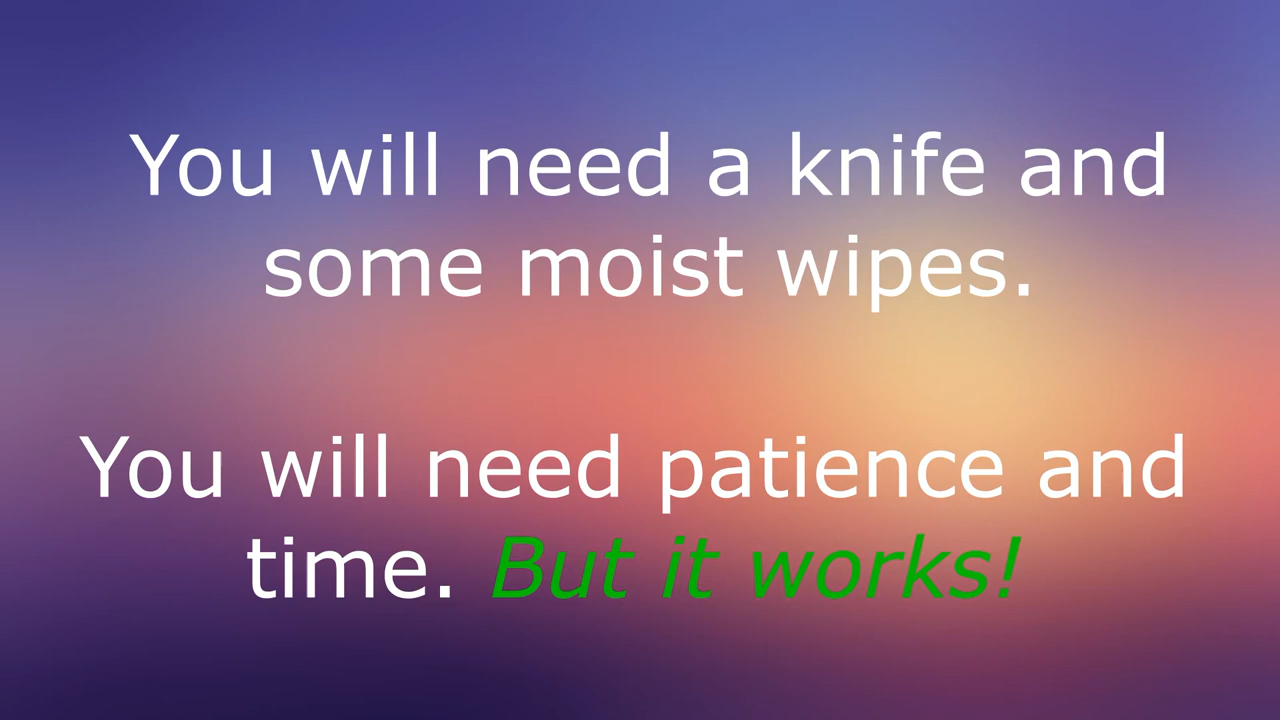 You will need a knife and
some moist wipes.
You will need patience and
time. But it works!